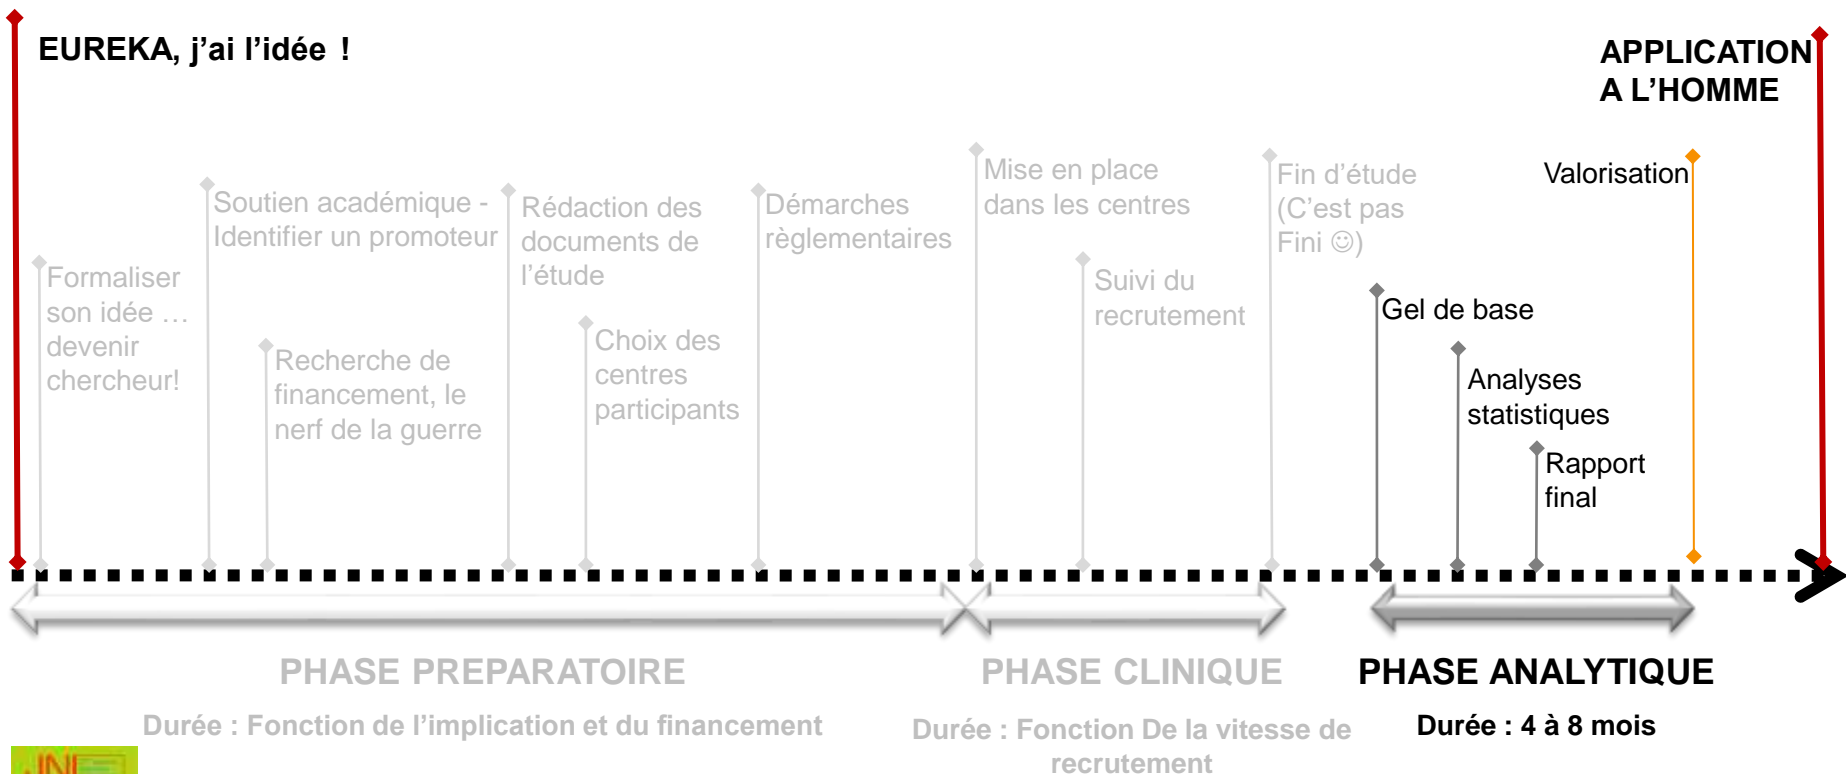 EUREKA, j’ai l’idée !
APPLICATION
A L’HOMME
Formaliser
son idée …
devenir
chercheur!
Soutien académique -
Identifier un promoteur
Recherche de
financement, le
nerf de la guerre
Rédaction des
documents de
l’étude
Choix des
centres
participants
Démarches
règlementaires
Mise en place
dans les centres
Suivi du
recrutement
Fin d’étude
(C’est pas
Fini ☺)
Gel de base
Analyses
statistiques
Rapport
final
Valorisation
PHASE PREPARATOIRE
Durée : Fonction de l’implication et du financement
PHASE CLINIQUE
Durée : Fonction De la vitesse de
recrutement
PHASE ANALYTIQUE
Durée : 4 à 8 mois